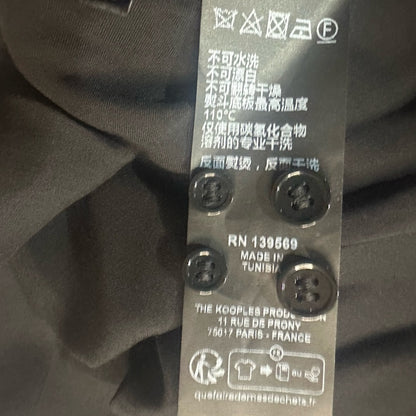 F
不可水洗
不可漂白
不可翻转干燥
熨斗底板最高温度
110°C
仅使用碳氢化合物
溶剂的专业干洗
反面熨烫，反面干洗
RN 139569
MADE IN
TUNISIA
THE KOOPLES
11 RUE DE PRONY
75017 PARIS - FRANCE
FR
ou
quefairedemesdechets.fr